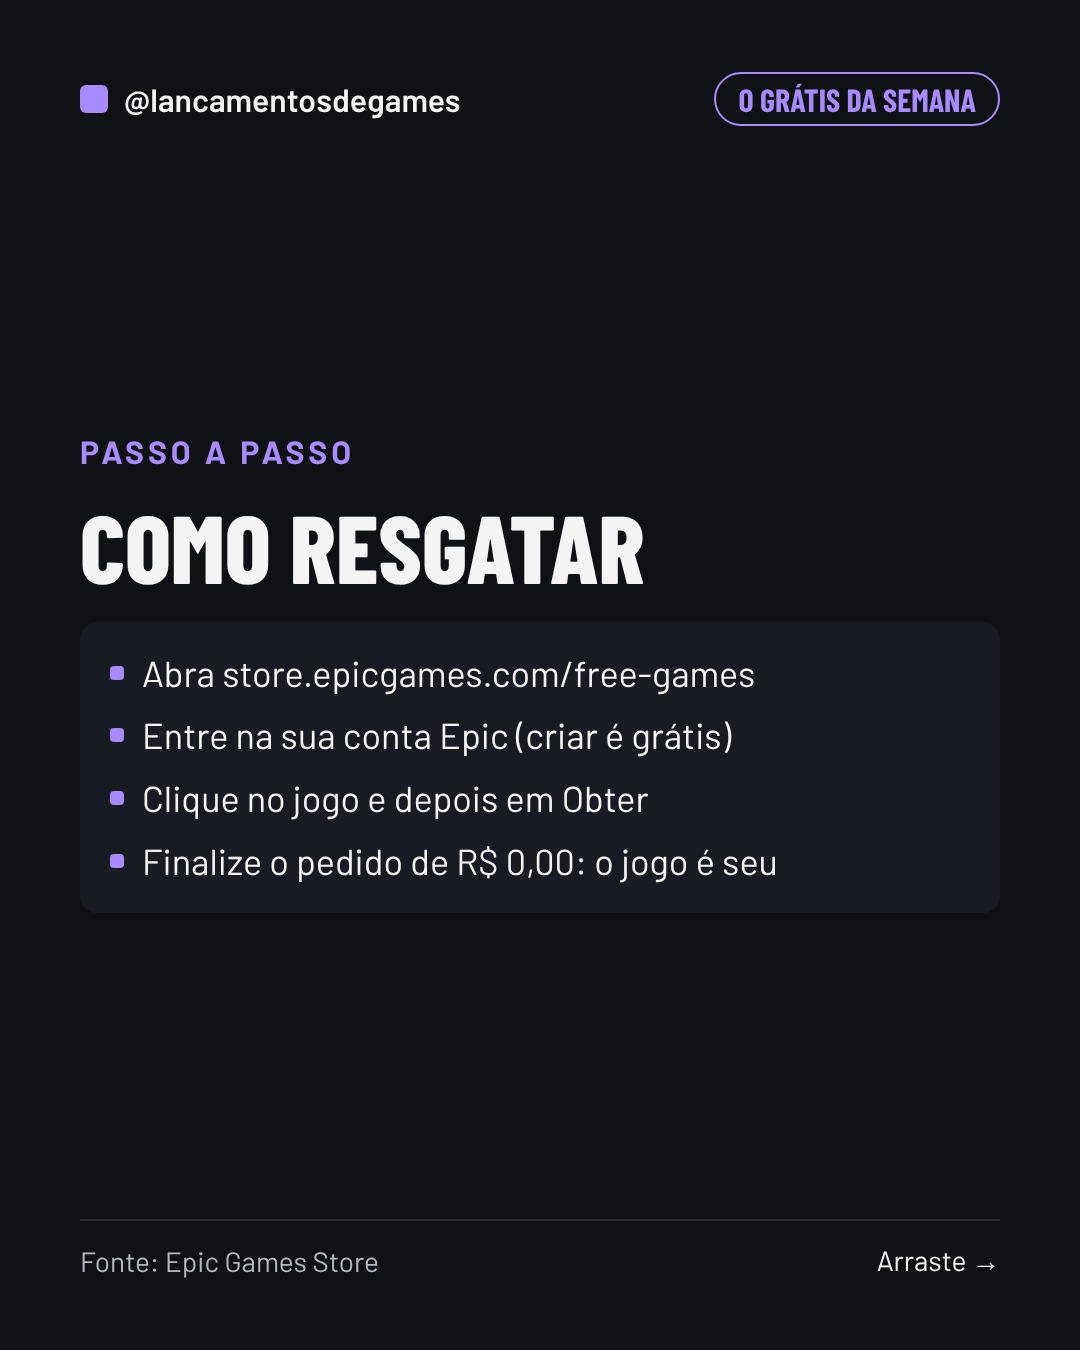 @lancamentosdegames
O GRÁTIS DA SEMANA
PASSO A PASSO
COMO RESGATAR
Abra store.epicgames.com/free-games
Entre na sua conta Epic (criar é grátis)
Clique no jogo e depois em Obter
Finalize o pedido de R$ 0,00: o jogo é seu
Fonte: Epic Games Store
Arraste →